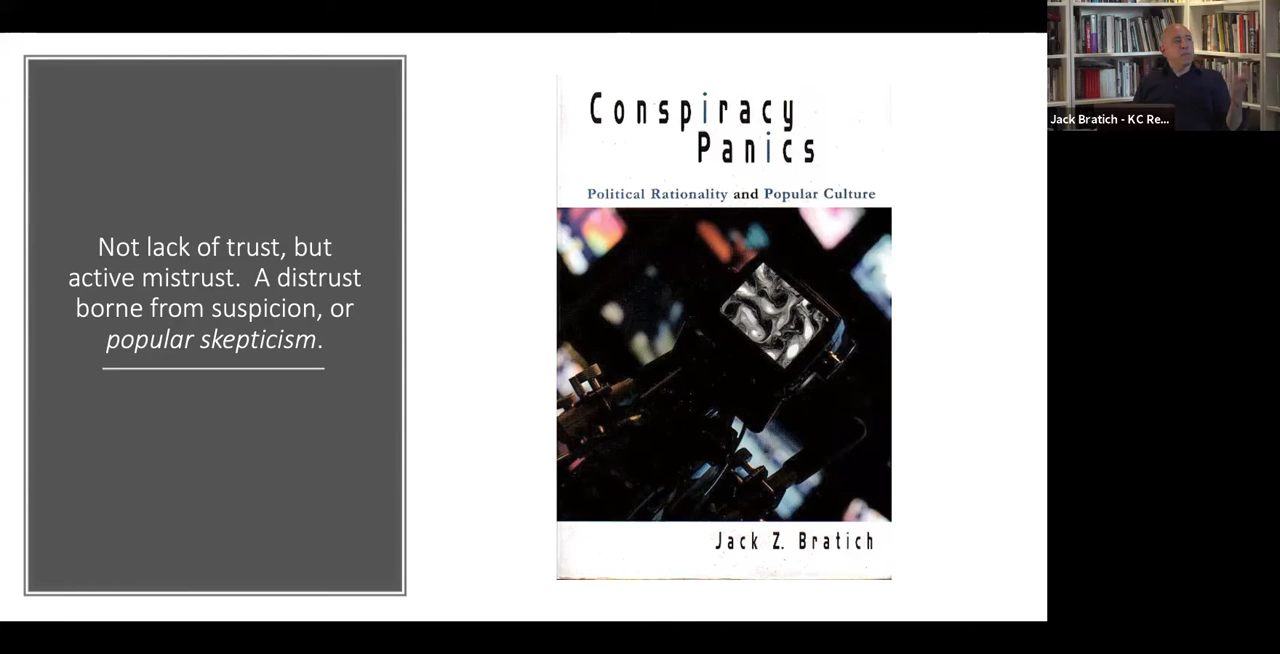 Not lack of trust, but
active mistrust.  A distrust
borne from suspicion, or
popular skepticism.
Conspiracy
Panics
Political Rationality and Popular Culture
Jack Z. Bratich
Jack Bratich - KC Re...